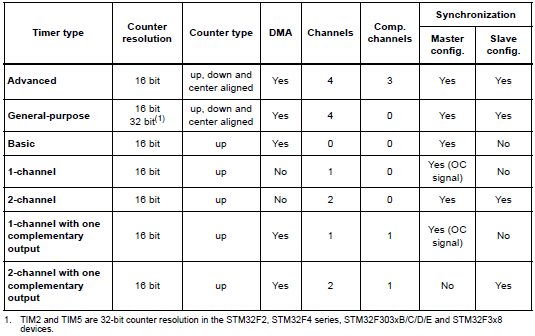 Timer type Counter resolution Counter type DMA Channels Comp. channels Synchronization
Master config. Slave config.
Advanced 16 bit up, down and center aligned Yes 4 3 Yes Yes
General-purpose 16 bit 32 bit(1) up, down and center aligned Yes 4 0 Yes Yes
Basic 16 bit up Yes 0 0 Yes No
1-channel 16 bit up No 1 0 Yes (OC signal) No
2-channel 16 bit up No 2 0 Yes Yes
1-channel with one complementary output 16 bit up Yes 1 1 Yes (OC signal) No
2-channel with one complementary output 16 bit up Yes 2 1 No Yes
1. TIM2 and TIM5 are 32-bit counter resolution in the STM32F2, STM32F4 series, STM32F303xB/C/D/E and STM32F3x8
devices.